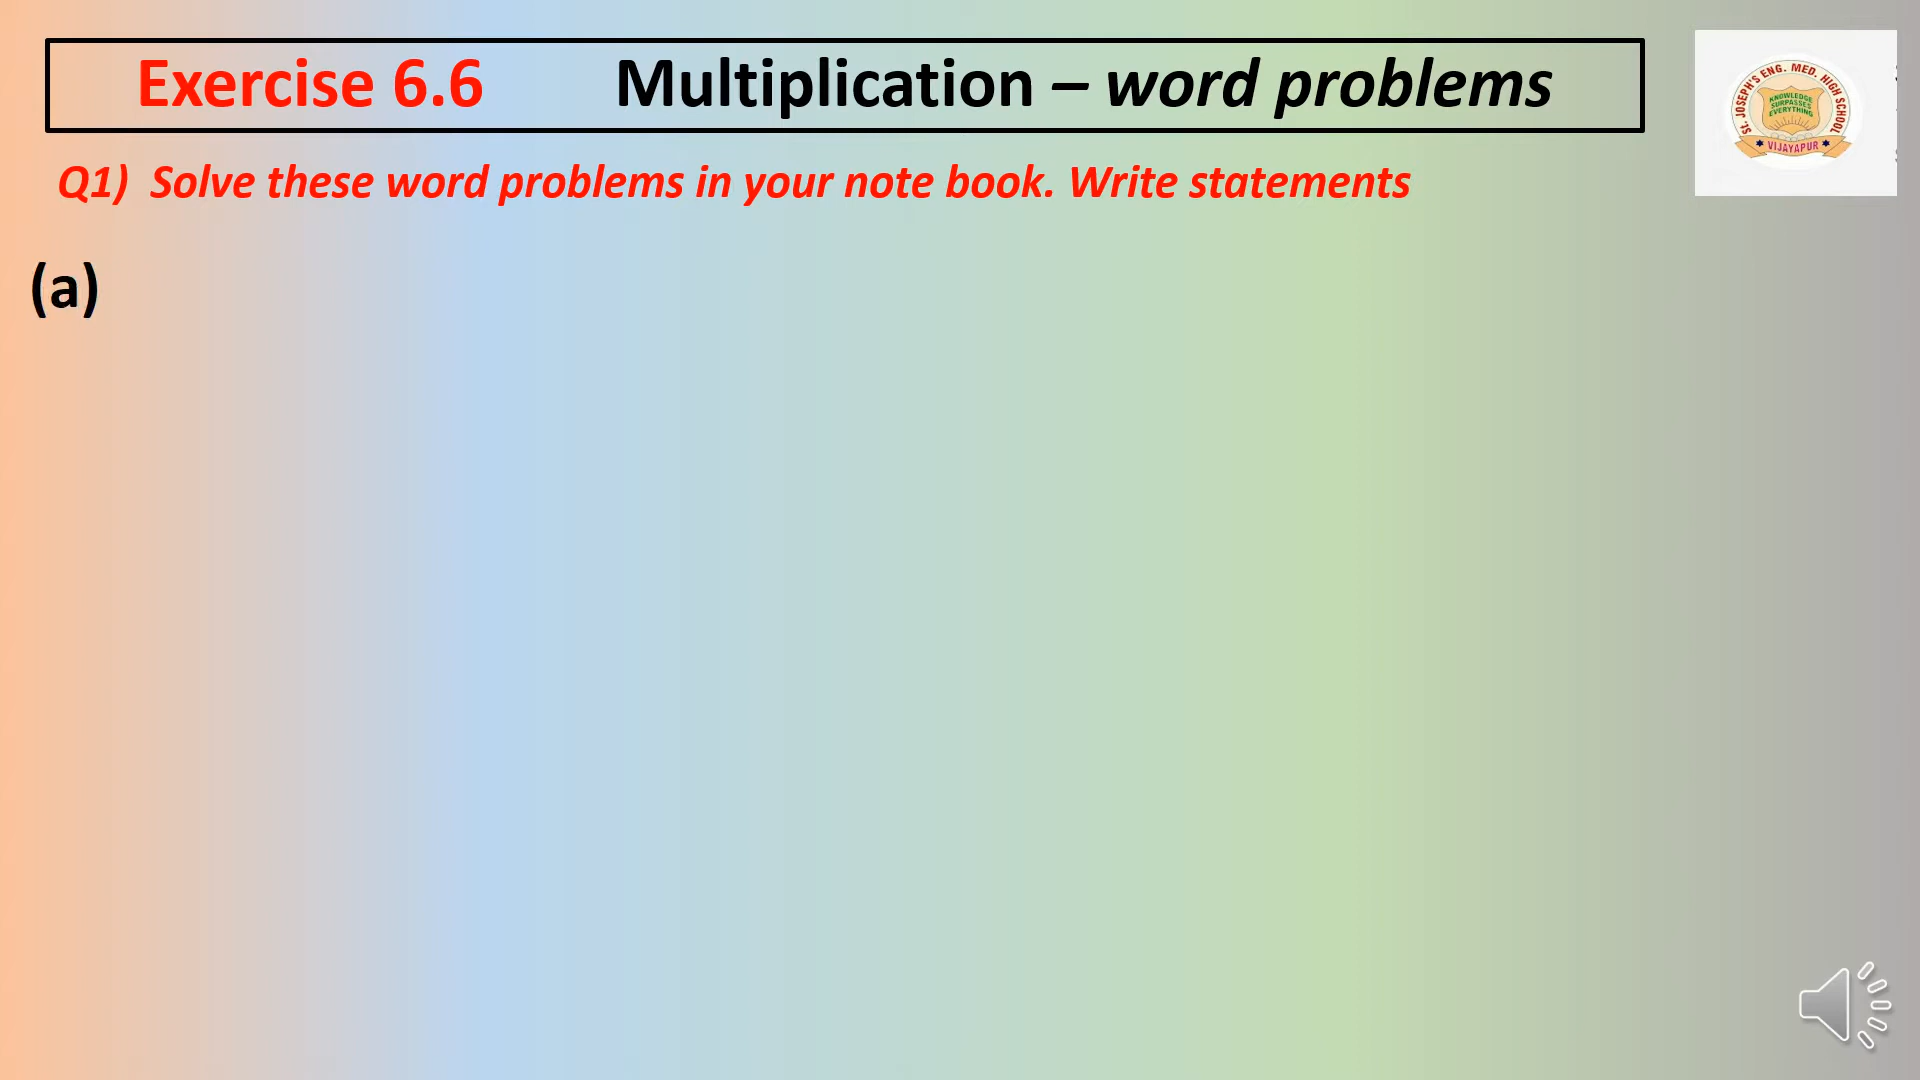 Exercise 6.6 Multiplication – word problems
ST. JOSEPH'S ENG. MED. HIGH SCHOOL
KNOWLEDGE
SURPASSES
EVERYTHING
VIJAYAPUR
Q1) Solve these word problems in your note book. Write statements
(a)